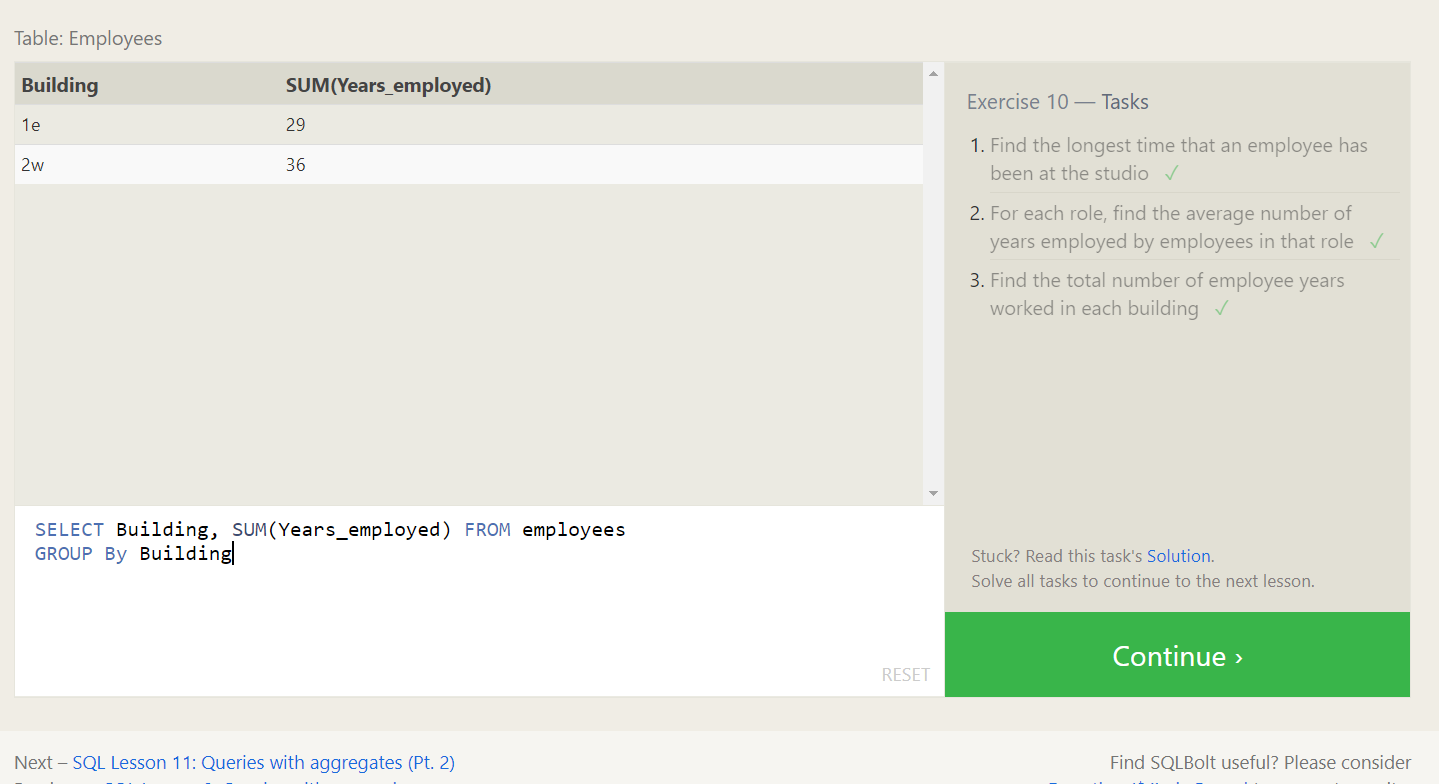 Table: Employees
Building SUM(Years_employed)
1e 29
2w 36
SELECT Building, SUM(Years_employed) FROM employees
GROUP By Building
RESET
Exercise 10 — Tasks
1. Find the longest time that an employee has
been at the studio ✓
2. For each role, find the average number of
years employed by employees in that role ✓
3. Find the total number of employee years
worked in each building ✓
Stuck? Read this task's Solution.
Solve all tasks to continue to the next lesson.
Continue ›
Next – SQL Lesson 11: Queries with aggregates (Pt. 2)
Find SQLBolt useful? Please consider